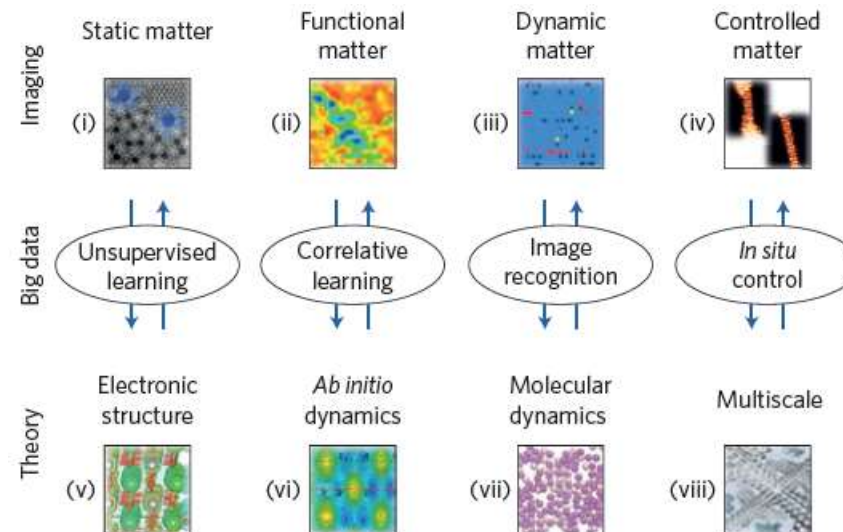 Imaging
Static matter
Functional
matter
Dynamic
matter
Controlled
matter
(i)
(ii)
(iii)
(iv)
Big data
Unsupervised
learning
Correlative
learning
Image
recognition
In situ
control
Theory
Electronic
structure
Ab initio
dynamics
Molecular
dynamics
Multiscale
(v)
(vi)
(vii)
(viii)